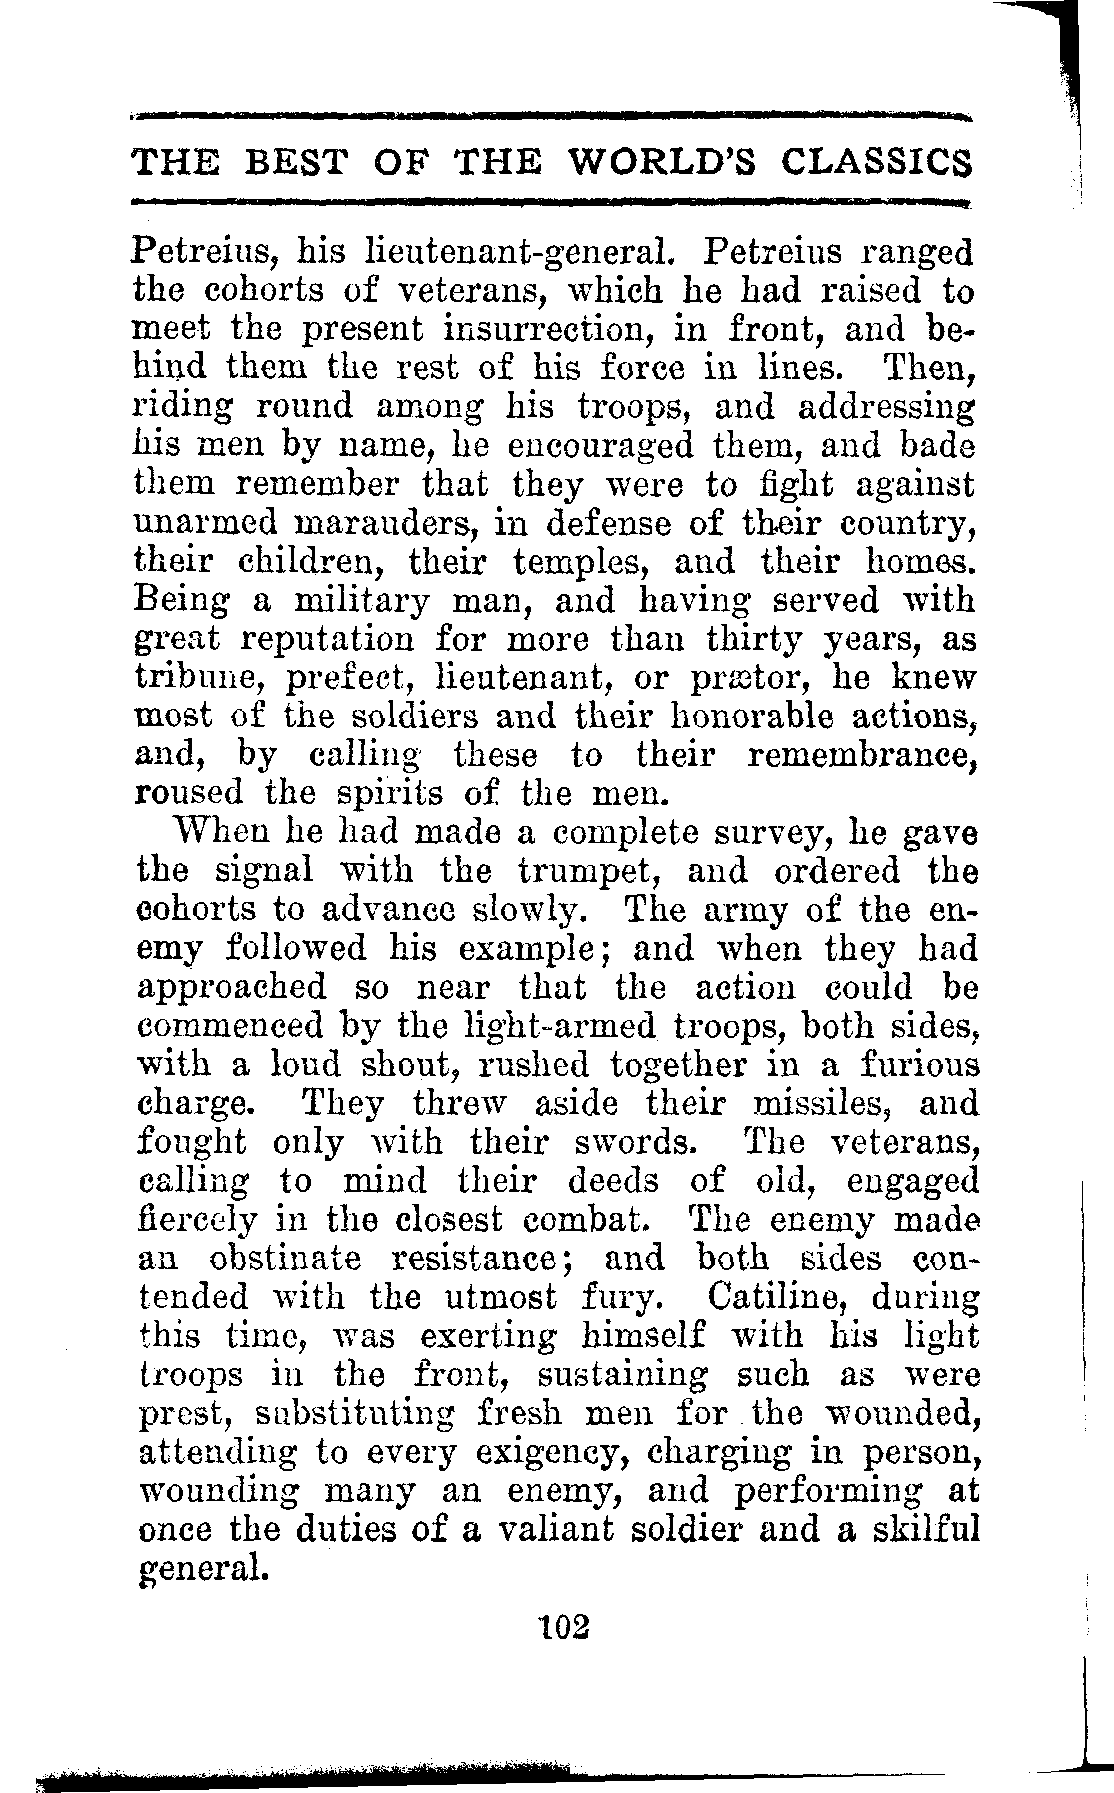 THE BEST OF THE WORLD'S CLASSICS
Petreius, his lieutenant-general. Petreius ranged
the cohorts of veterans, which he had raised to
meet the present insurrection, in front, and be-
hind them the rest of his force in lines. Then,
riding round among his troops, and addressing
his men by name, he encouraged them, and bade
them remember that they were to fight against
unarmed marauders, in defense of their country,
their children, their temples, and their homes.
Being a military man, and having served with
great reputation for more than thirty years, as
tribune, prefect, lieutenant, or prætor, he knew
most of the soldiers and their honorable actions,
and, by calling these to their remembrance,
roused the spirits of the men.
When he had made a complete survey, he gave
the signal with the trumpet, and ordered the
cohorts to advance slowly. The army of the en-
emy followed his example; and when they had
approached so near that the action could be
commenced by the light-armed troops, both sides,
with a loud shout, rushed together in a furious
charge. They threw aside their missiles, and
fought only with their swords. The veterans,
calling to mind their deeds of old, engaged
fiercely in the closest combat. The enemy made
an obstinate resistance; and both sides con-
tended with the utmost fury. Catiline, during
this time, was exerting himself with his light
troops in the front, sustaining such as were
prest, substituting fresh men for the wounded,
attending to every exigency, charging in person,
wounding many an enemy, and performing at
once the duties of a valiant soldier and a skilful
general.
102